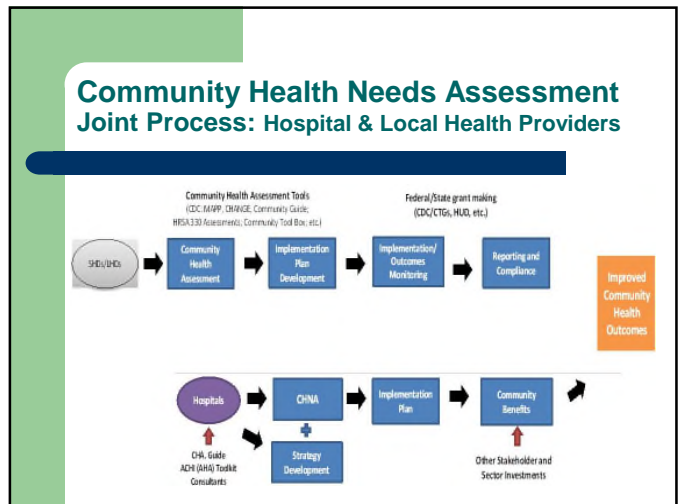 Community Health Needs Assessment
Joint Process: Hospital & Local Health Providers
Community Health Assessment Tools
(CDC: MAPP, CHANGE, Community Guide;
HRSA 330 Assessments; Community Tool Box; etc.)
Federal/State grant making
(CDC/CTGs, HUD, etc.)
SHDs/LHDs
Community
Health
Assessment
Implementation
Plan
Development
Implementation/
Outcomes
Monitoring
Reporting and
Compliance
Improved
Community
Health
Outcomes
Hospitals
CHNA
Implementation
Plan
Community
Benefits
Strategy
Development
CHA. Guide
ACHI (AHA) Toolkit
Consultants
Other Stakeholder and
Sector Investments